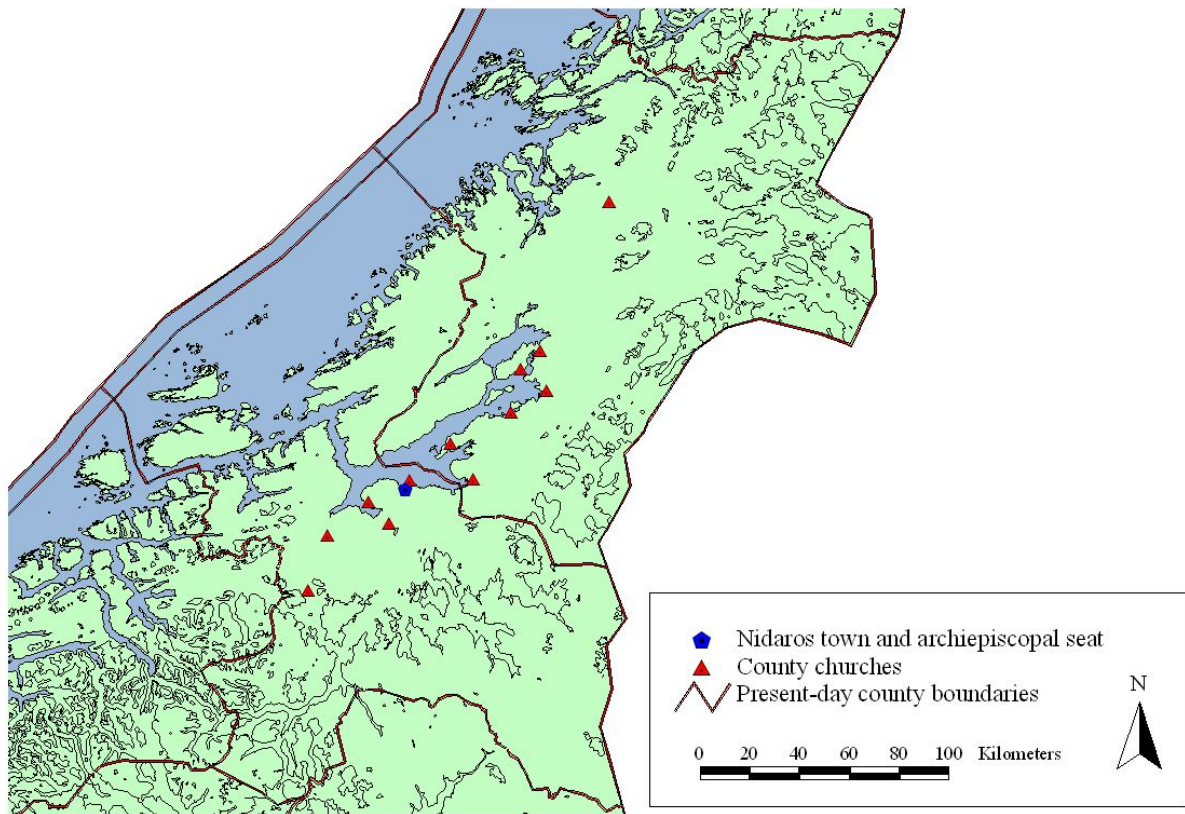 Nidaros town and archiepiscopal seat
County churches
Present-day county boundaries
N
0 20 40 60 80 100 Kilometers